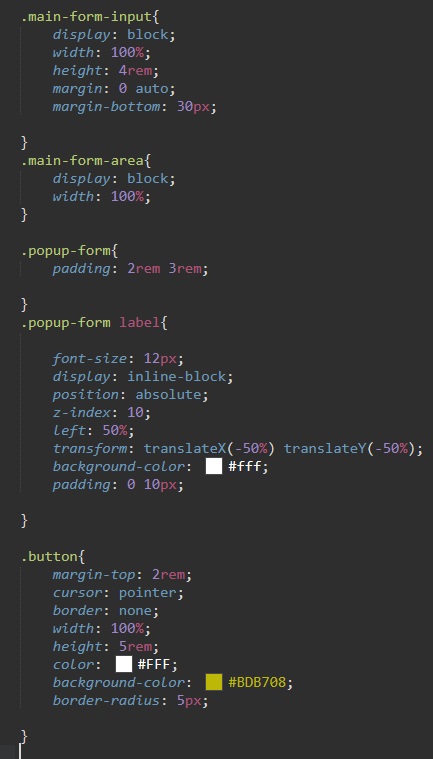 .main-form-input{
display: block;
width: 100%;
height: 4rem;
margin: 0 auto;
margin-bottom: 30px;
}
.main-form-area{
display: block;
width: 100%;
}
.popup-form{
padding: 2rem 3rem;
}
.popup-form label{
font-size: 12px;
display: inline-block;
position: absolute;
z-index: 10;
left: 50%;
transform: translateX(-50%) translateY(-50%);
background-color: #fff;
padding: 0 10px;
}
.button{
margin-top: 2rem;
cursor: pointer;
border: none;
width: 100%;
height: 5rem;
color: #FFF;
background-color: #BDB708;
border-radius: 5px;
}